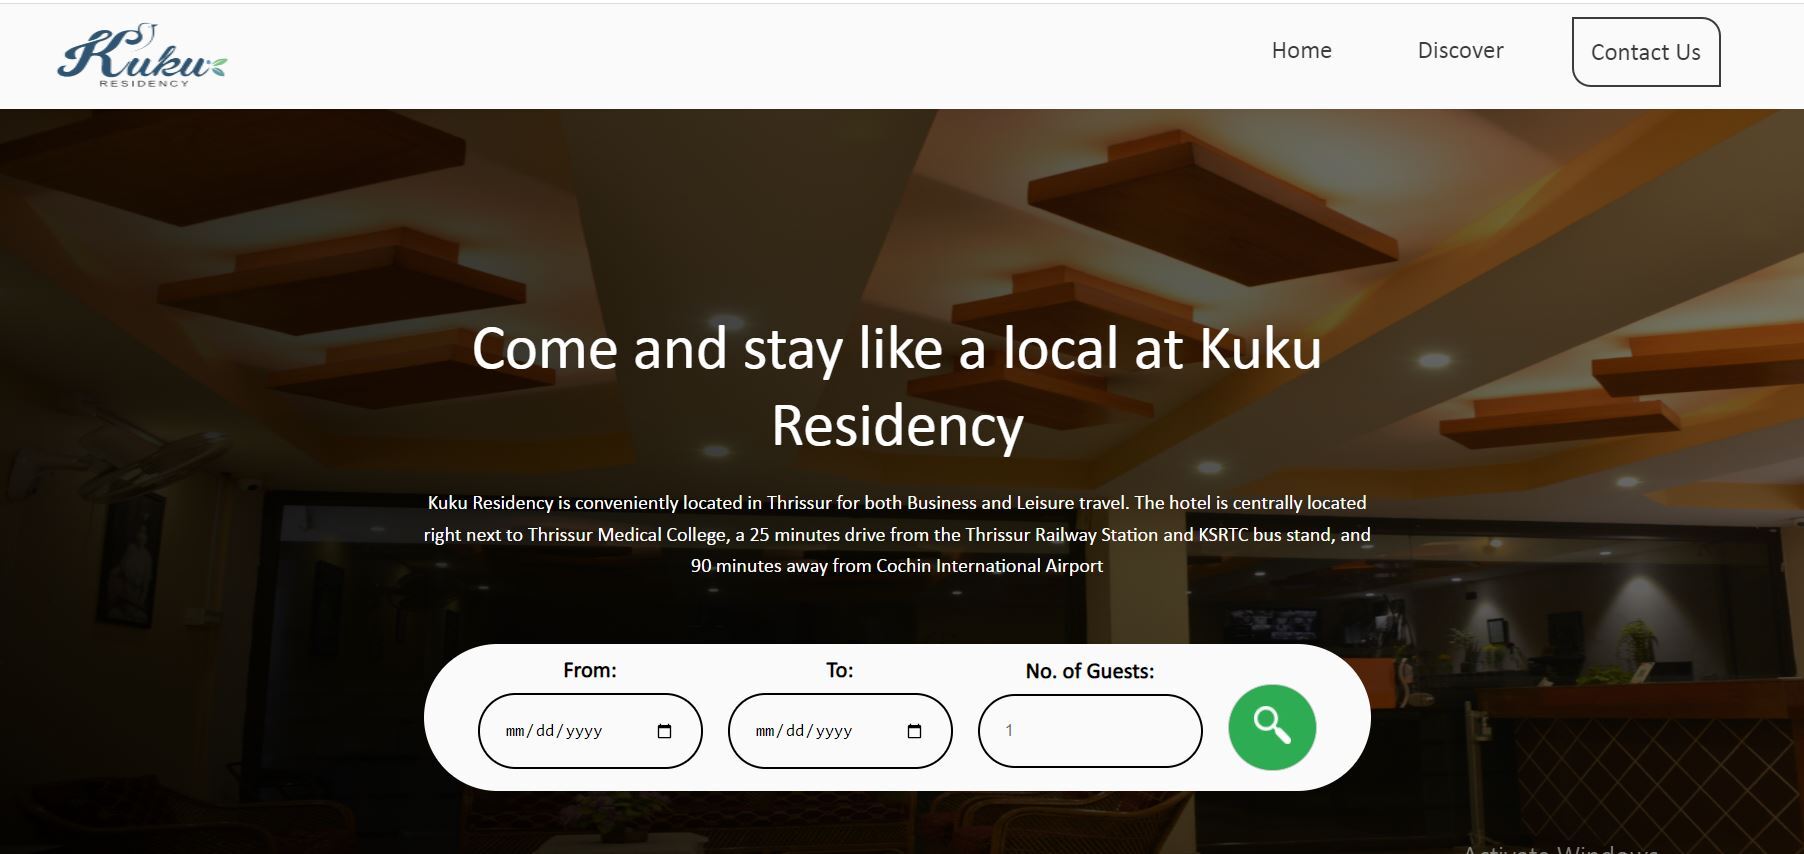 Kuku
RESIDENCY
Home
Discover
Contact Us
Come and stay like a local at Kuku
Residency
Kuku Residency is conveniently located in Thrissur for both Business and Leisure travel. The hotel is centrally located
right next to Thrissur Medical College, a 25 minutes drive from the Thrissur Railway Station and KSRTC bus stand, and
90 minutes away from Cochin International Airport
From:
To:
No. of Guests:
mm/dd/yyyy
mm/dd/yyyy
1
Activate Windows